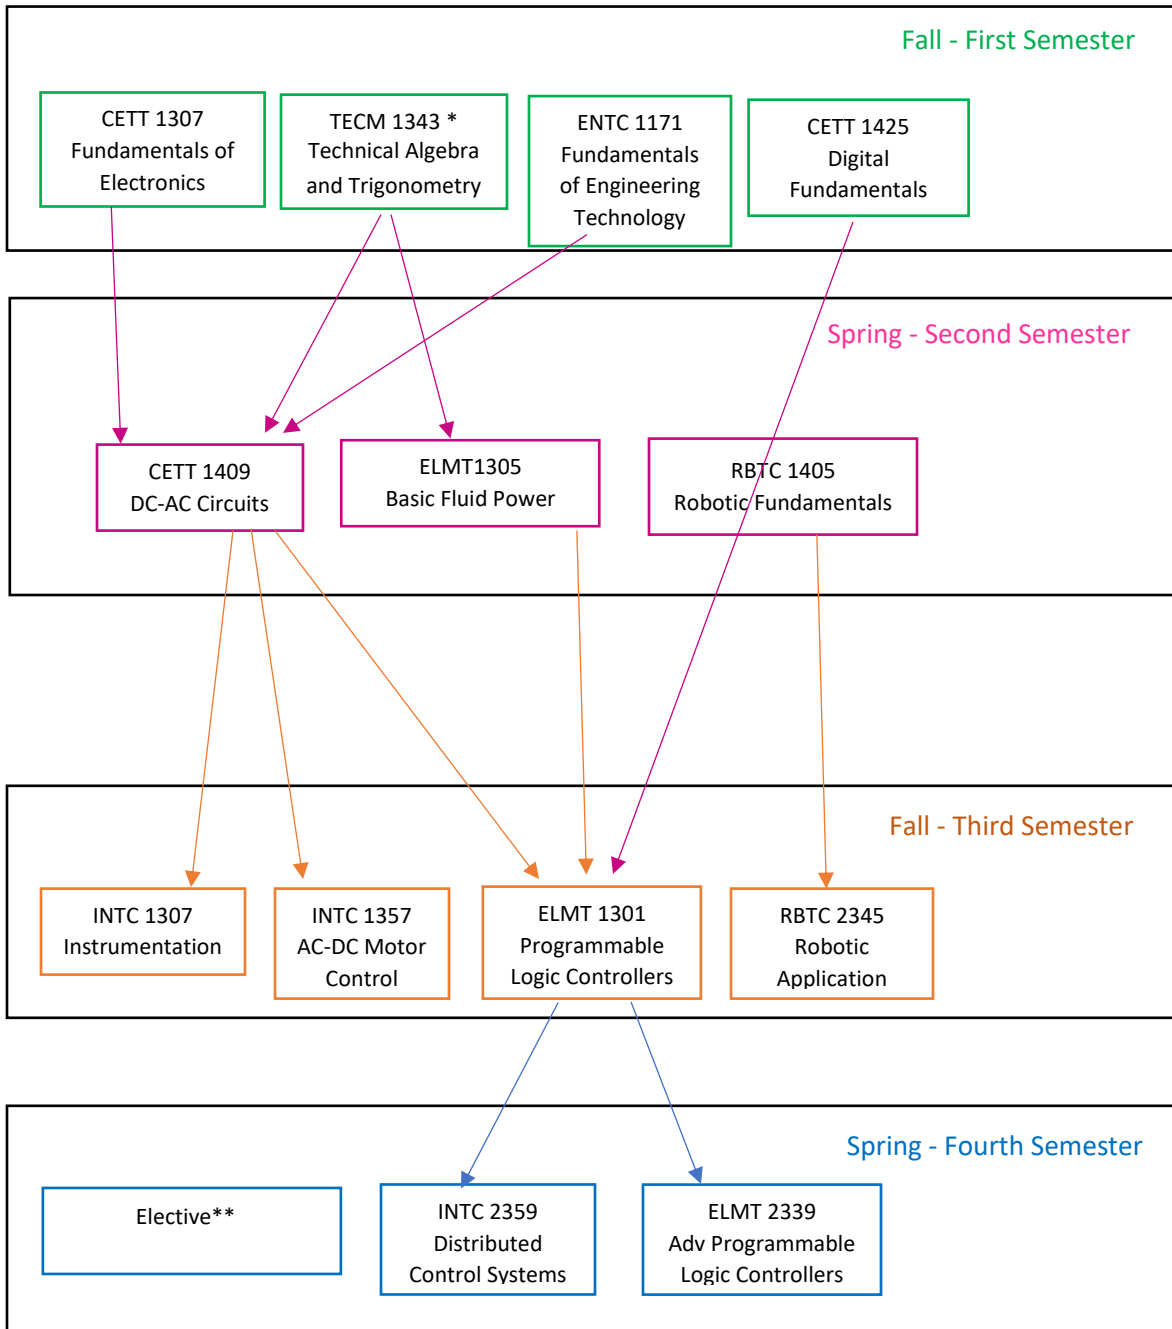 Fall - First Semester
CETT 1307
Fundamentals of
Electronics
TECM 1343 *
Technical Algebra
and Trigonometry
ENTC 1171
Fundamentals
of Engineering
Technology
CETT 1425
Digital
Fundamentals
Spring - Second Semester
CETT 1409
DC-AC Circuits
ELMT1305
Basic Fluid Power
RBTC 1405
Robotic Fundamentals
Fall - Third Semester
INTC 1307
Instrumentation
INTC 1357
AC-DC Motor
Control
ELMT 1301
Programmable
Logic Controllers
RBTC 2345
Robotic
Application
Spring - Fourth Semester
Elective**
INTC 2359
Distributed
Control Systems
ELMT 2339
Adv Programmable
Logic Controllers